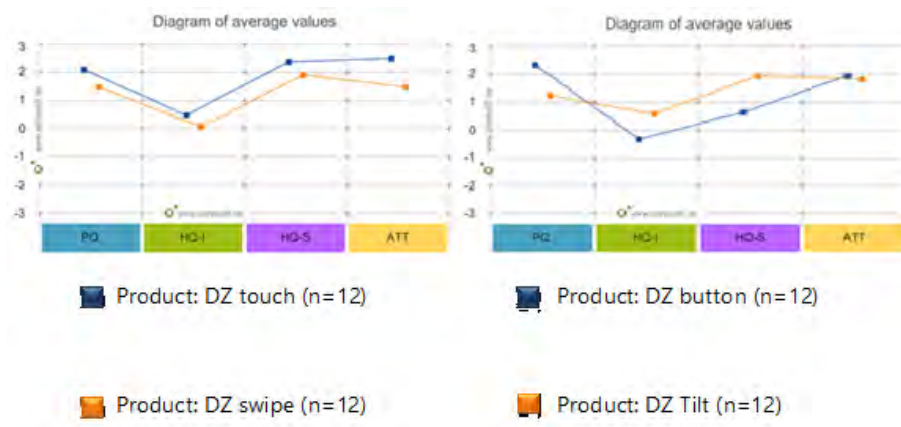 Diagram of average values
3
2
1
0
-1
-2
-3
PQ
HQ-I
HQ-S
ATT
Product: DZ touch (n=12)
Product: DZ swipe (n=12)
Diagram of average values
3
2
1
0
-1
-2
-3
PQ
HQ-I
HQ-S
ATT
Product: DZ button (n=12)
Product: DZ Tilt (n=12)